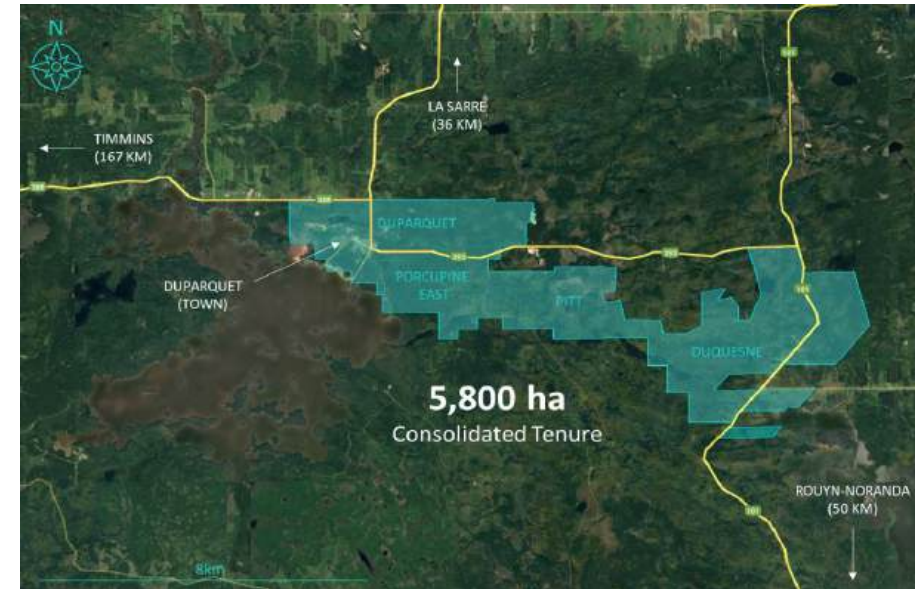 N
LA SARRE
(36 KM)
TIMMINS
(167 KM)
DUPARQUET
DUPARQUET
(TOWN)
PORCUPINE
EAST
PITT
DUQUESNE
5,800 ha
Consolidated Tenure
ROUYN-NORANDA
(50 KM)
8km